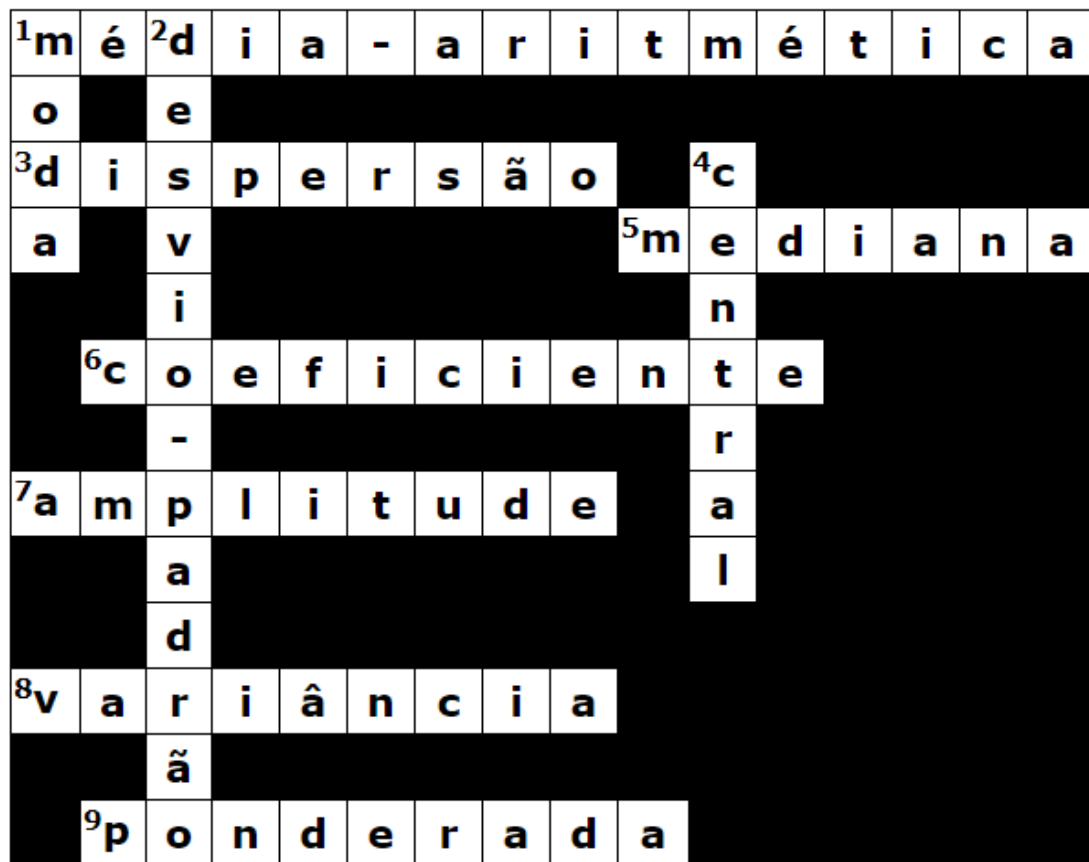 1m é 2d i a - a r i t m é t i c a
o e
3d i s p e r s ã o 4c
a v 5m e d i a n a
i n
6c o e f i c i e n t e
- r
7a m p l i t u d e a
a l
d
8v a r i â n c i a
ã
9p o n d e r a d a